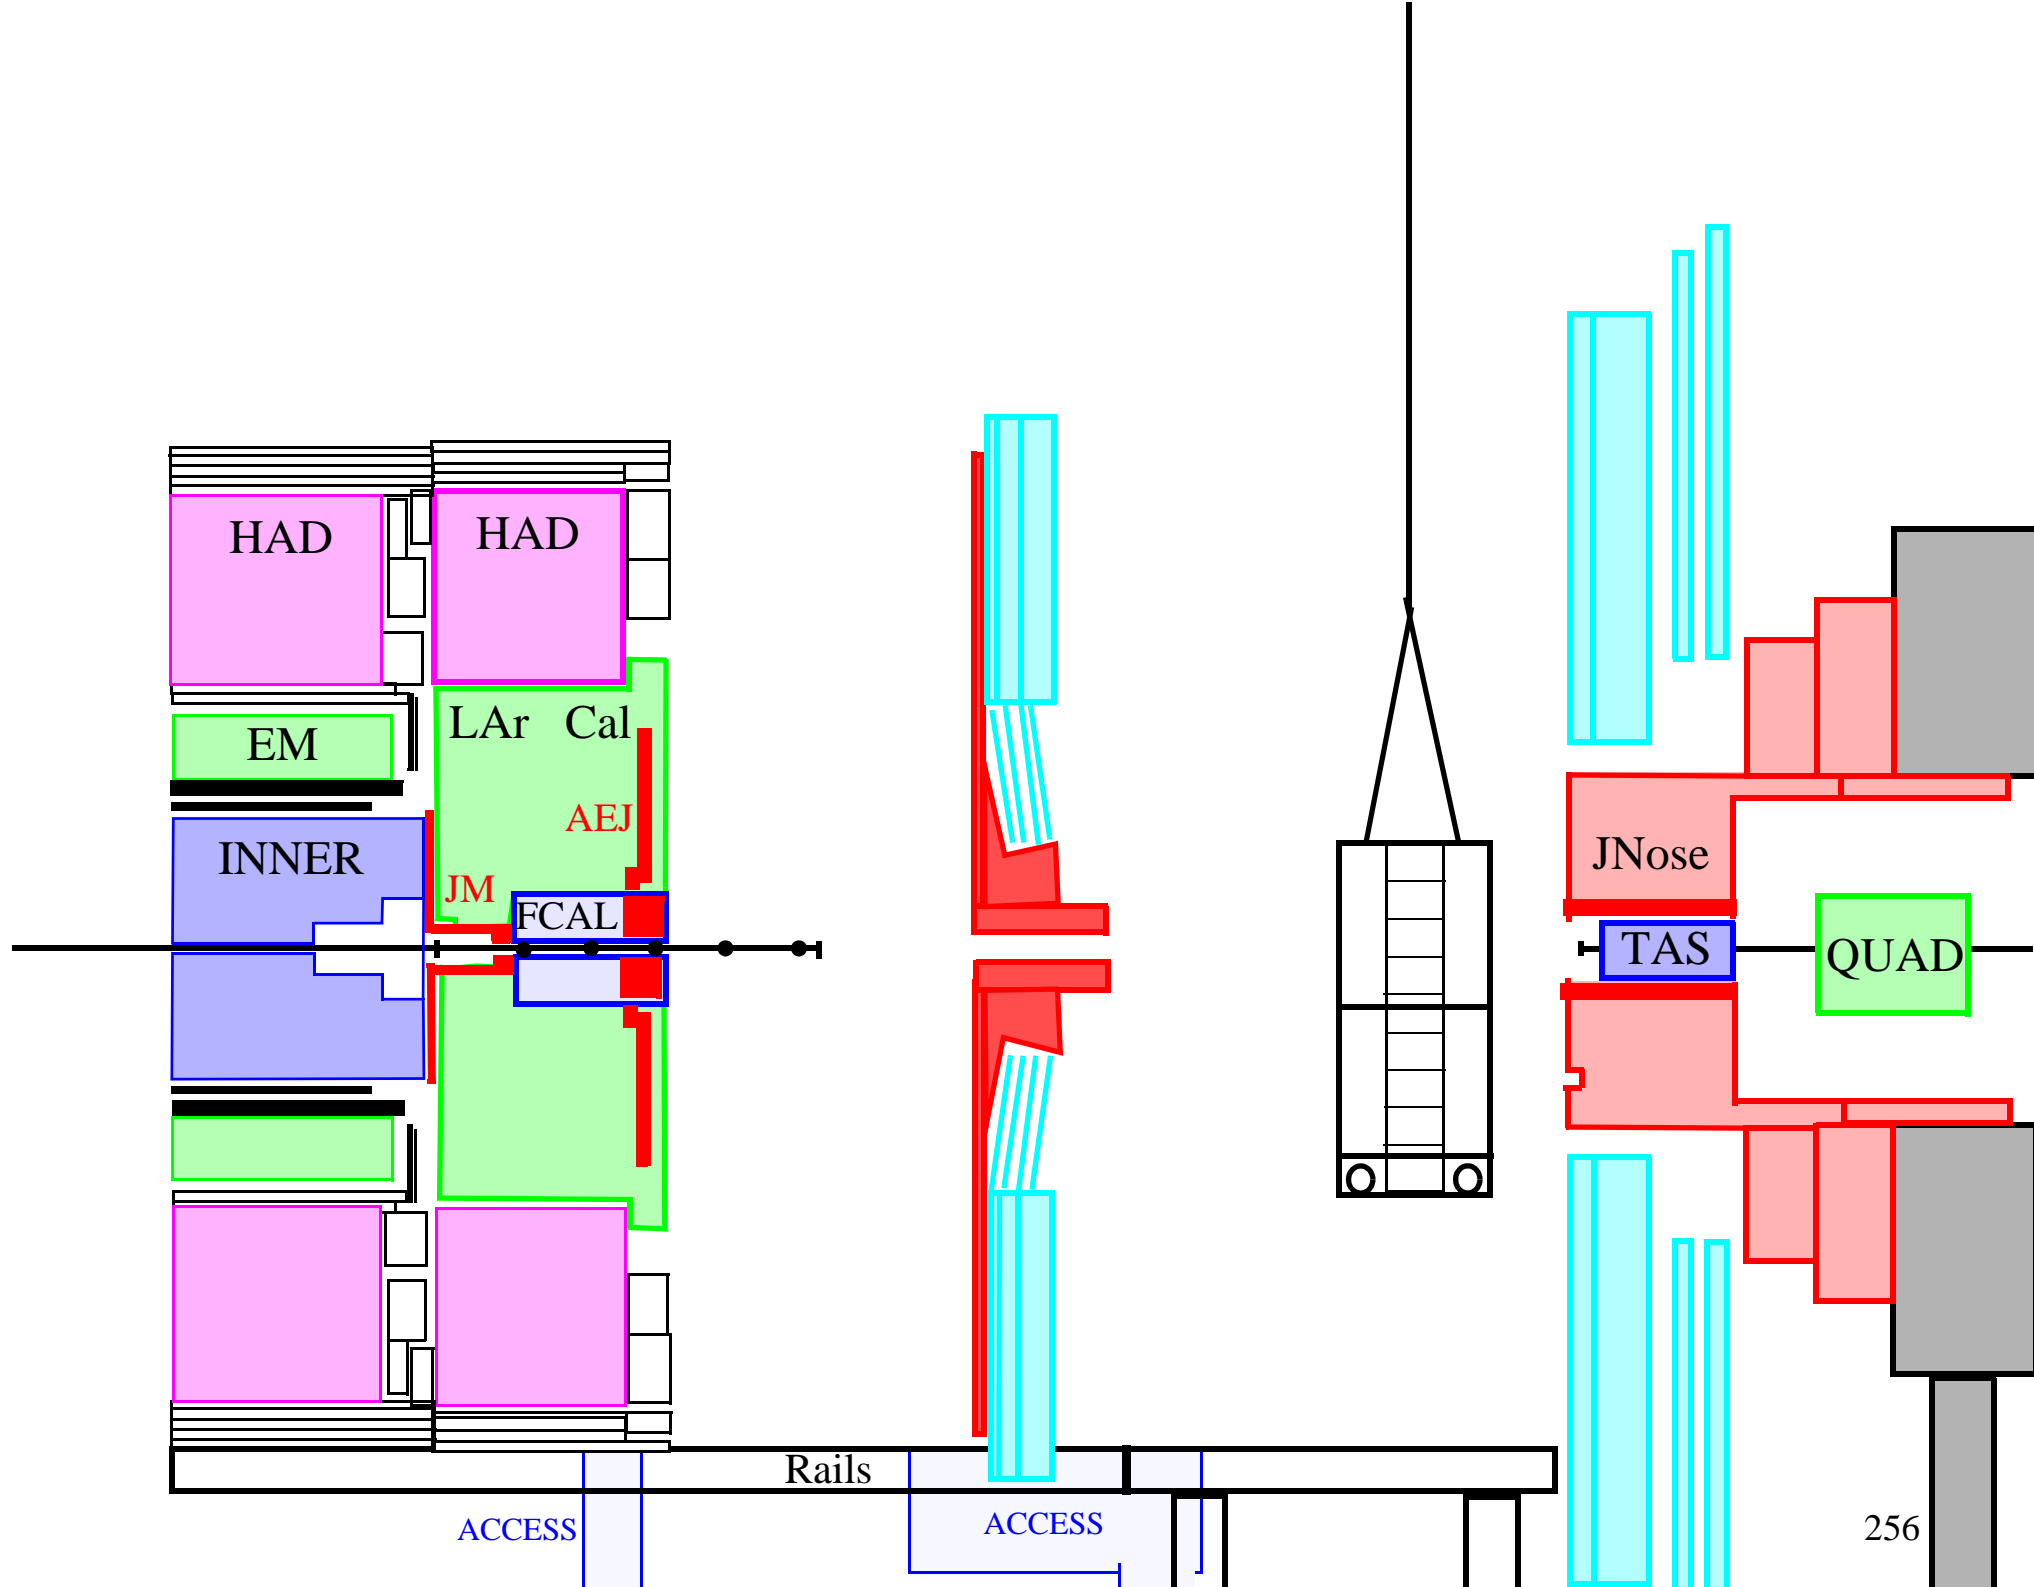 HAD
HAD
LAr Cal
EM
AEJ
INNER
JNose
JM
FCAL
TAS
QUAD
Rails
ACCESS
ACCESS
256